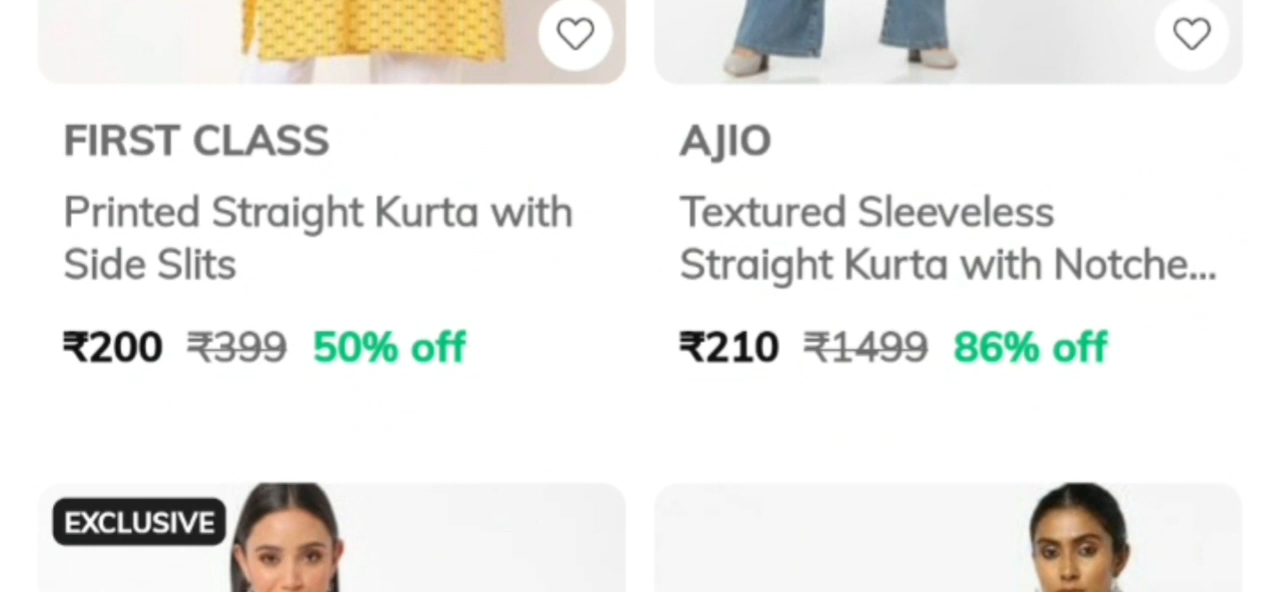 FIRST CLASS
Printed Straight Kurta with
Side Slits
₹200 ₹399 50% off
AJIO
Textured Sleeveless
Straight Kurta with Notche...
₹210 ₹1499 86% off
EXCLUSIVE